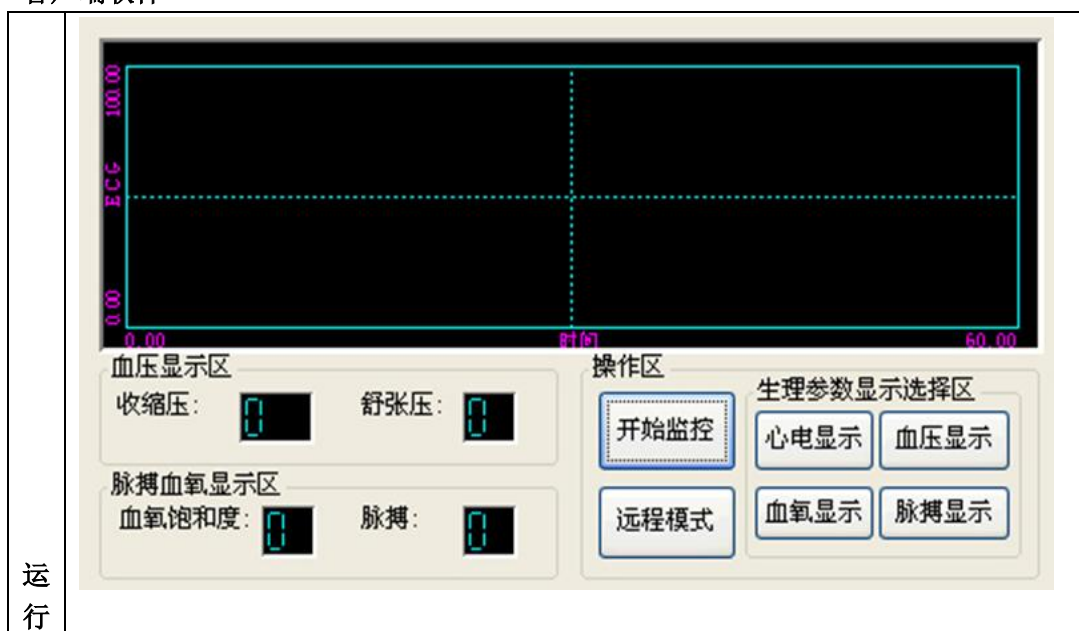 100.00
ECG
0.00
0.00 时间 60.00
血压显示区
收缩压: 0 舒张压: 0
脉搏血氧显示区
血氧饱和度: 0 脉搏: 0
操作区
开始监控
远程模式
生理参数显示选择区
心电显示 血压显示
血氧显示 脉搏显示
运
行